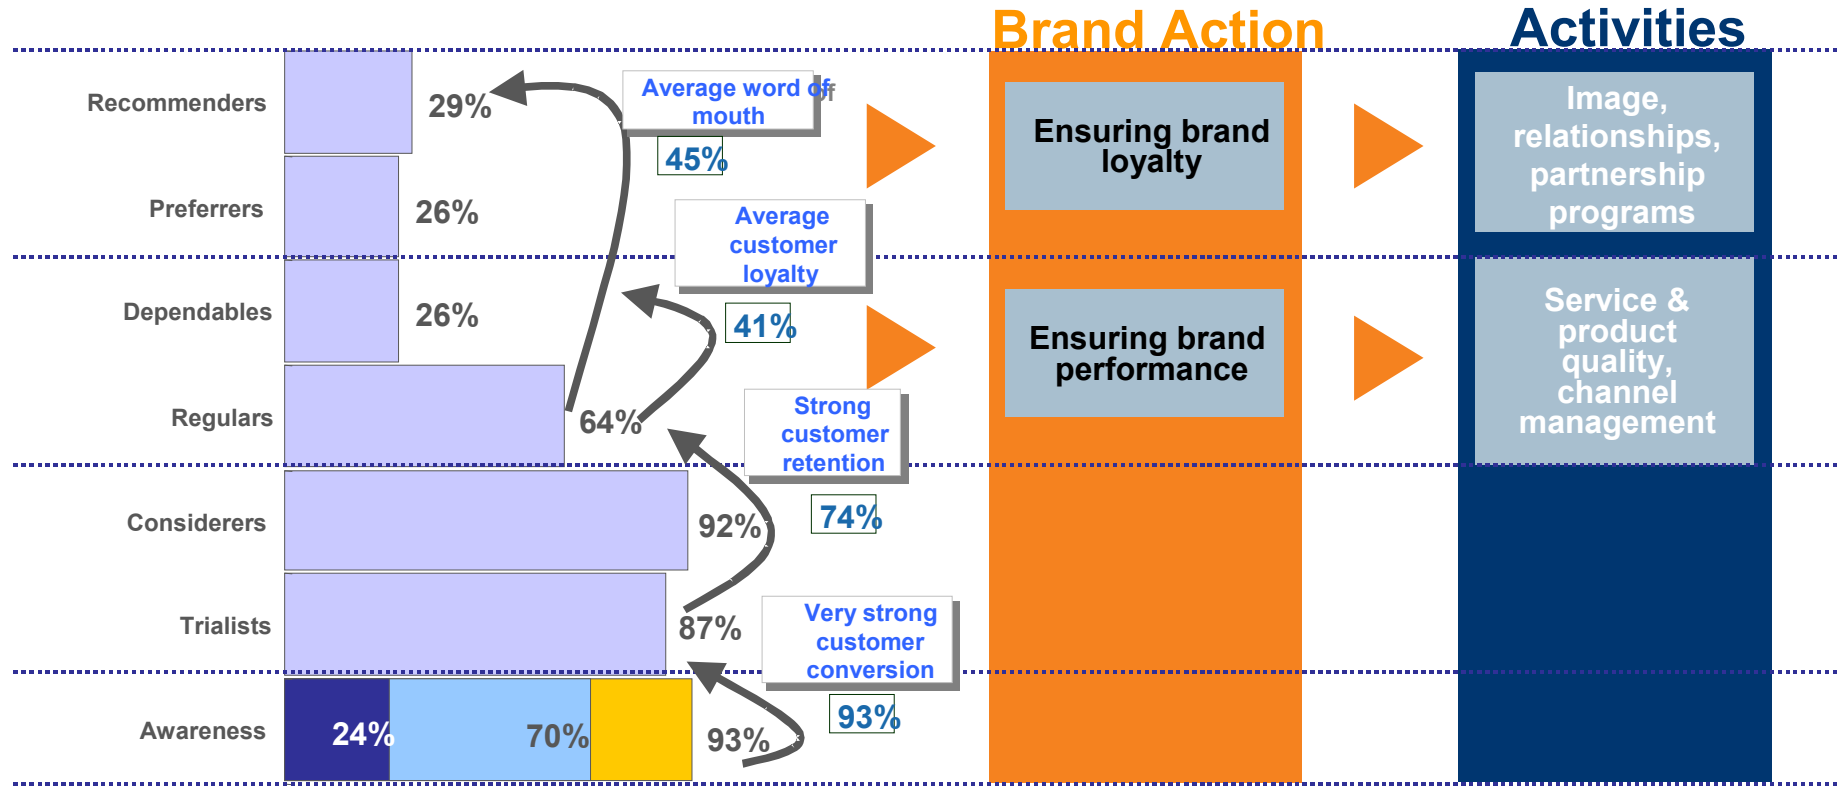 Brand Action
Activities
Recommenders
29%
Average word of
mouth
45%
Ensuring brand
loyalty
Image,
relationships,
partnership
programs
Preferrers
26%
Average
customer
loyalty
41%
Dependables
26%
Ensuring brand
performance
Service &
product
quality,
channel
management
Regulars
64%
Strong
customer
retention
74%
Considerers
92%
Trialists
87%
Very strong
customer
conversion
93%
Awareness
24%
70%
93%